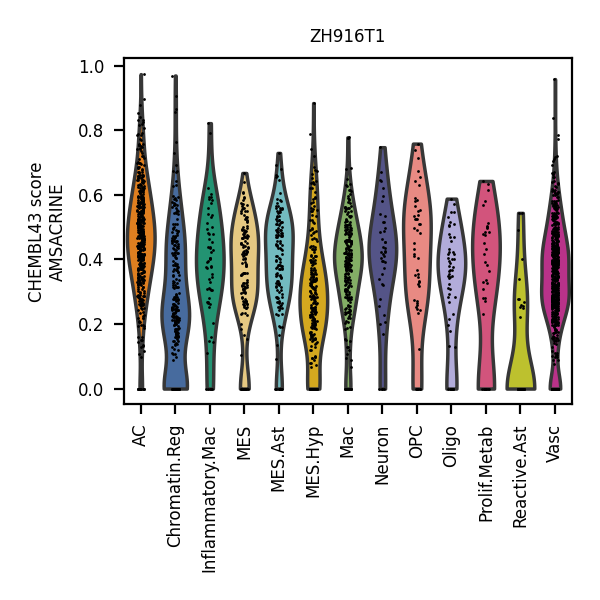 ZH916T1
CHEMBL43 score
AMSACRINE
1.0
0.8
0.6
0.4
0.2
0.0
AC
Chromatin.Reg
Inflammatory.Mac
MES
MES.Ast
MES.Hyp
Mac
Neuron
OPC
Oligo
Prolif.Metab
Reactive.Ast
Vasc